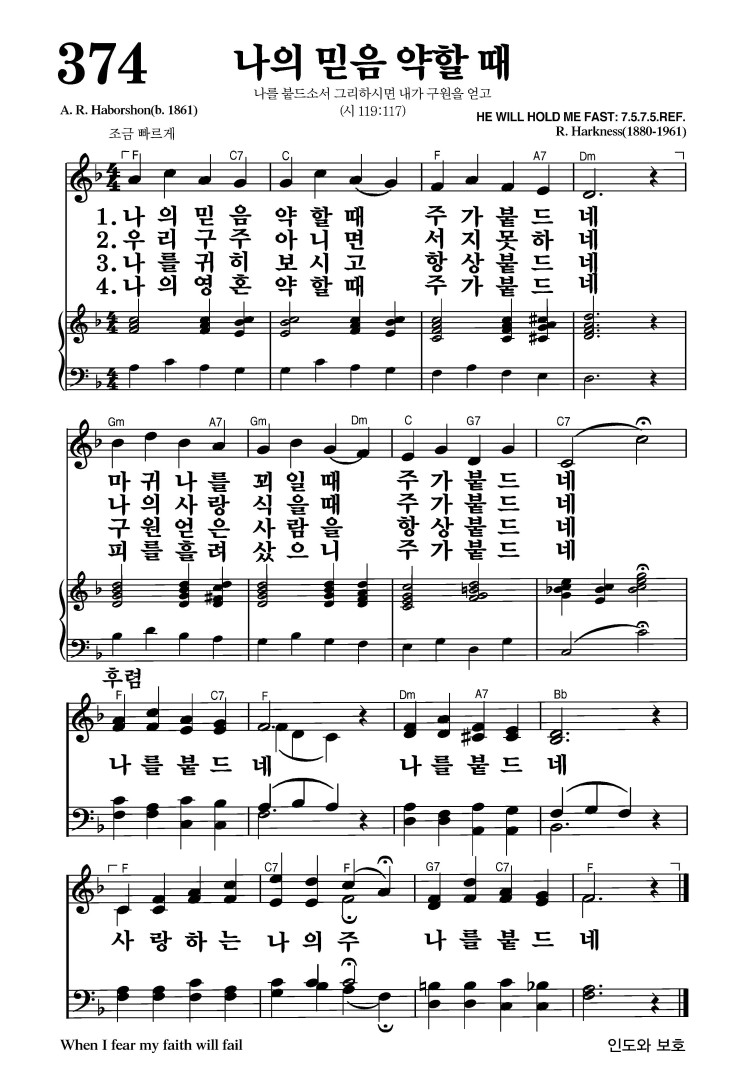 374
나의 믿음 약할 때
나를 붙드소서 그리하시면 내가 구원을 얻고
(시 119:117)
A. R. Haborshon(b. 1861)
HE WILL HOLD ME FAST: 7.5.7.5.REF.
R. Harkness(1880-1961)
조금 빠르게
F C7 C F A7 Dm
4 4
1.나의믿음 약할때 주가붙드 네
2.우리구주 아니면 서지못하 네
3.나를귀히 보시고 항상붙드 네
4.나의영혼 약할때 주가붙드 네
4 4
4 4
Gm A7 Gm Dm C G7 C7
마귀나를 꾀일때 주가붙드 네
나의사랑 식을때 주가붙드 네
구원얻은 사람을 항상붙드 네
피를흘려 샀으니 주가붙드 네
후렴
F C7 F Dm A7 Bb
나를붙드 네 나를붙드 네
F C7 F G7 C7 F
사랑하는 나의주 나를붙드 네
When I fear my faith will fail
인도와 보호